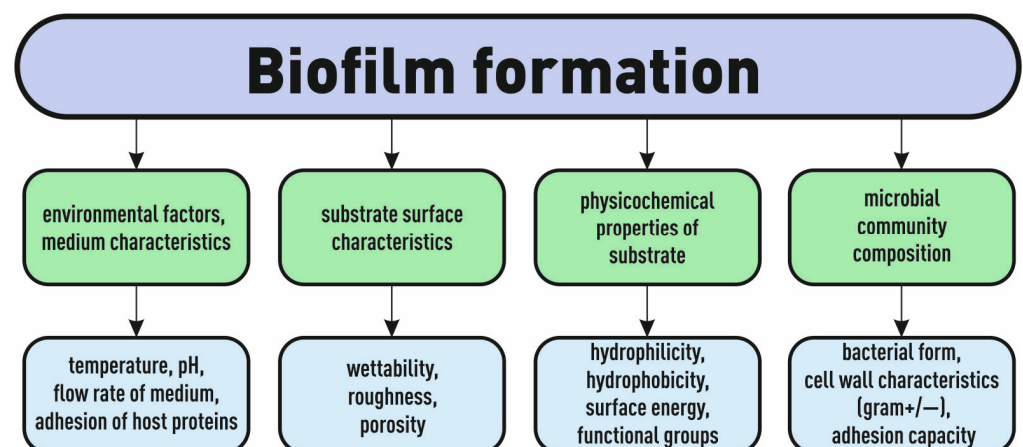 Biofilm formation
environmental factors,
medium characteristics
substrate surface
characteristics
physicochemical
properties of
substrate
microbial
community
composition
temperature, pH,
flow rate of medium,
adhesion of host proteins
wettability,
roughness,
porosity
hydrophilicity,
hydrophobicity,
surface energy,
functional groups
bacterial form,
cell wall characteristics
(gram+/—),
adhesion capacity